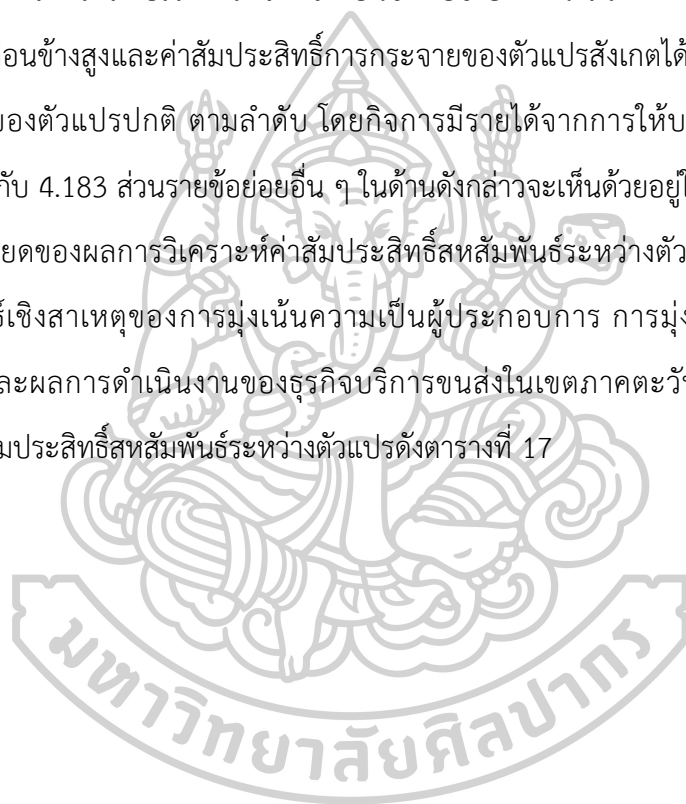 อนข้างสูงและค่าสัมประสิทธิ์การกระจายของตัวแปรสังเกตได้
ของตัวแปรปกติ ตามลำดับ โดยกิจการมีรายได้จากการให้บ
กับ 4.183 ส่วนรายข้อย่อยอื่น ๆ ในด้านดังกล่าวจะเห็นด้วยอยู่ใ
ยดของผลการวิเคราะห์ค่าสัมประสิทธิ์สหสัมพันธ์ระหว่างตัว
ธ์เชิงสาเหตุของการมุ่งเน้นความเป็นผู้ประกอบการ การมุ่ง
ละผลการดำเนินงานของธุรกิจบริการขนส่งในเขตภาคตะวั
มประสิทธิ์สหสัมพันธ์ระหว่างตัวแปรดังตารางที่ 17
มหาวิทยาลัยศิลปากร